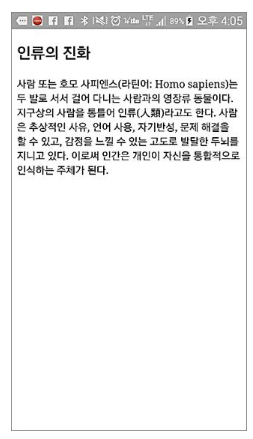 LTE 89% 오후 4:05
인류의 진화
사람 또는 호모 사피엔스(라틴어: Homo sapiens)는
두 발로 서서 걸어 다니는 사람과의 영장류 동물이다.
지구상의 사람을 통틀어 인류(人類)라고도 한다. 사람
은 추상적인 사유, 언어 사용, 자기반성, 문제 해결을
할 수 있고, 감정을 느낄 수 있는 고도로 발달한 두뇌를
지니고 있다. 이로써 인간은 개인이 자신을 통합적으로
인식하는 주체가 된다.